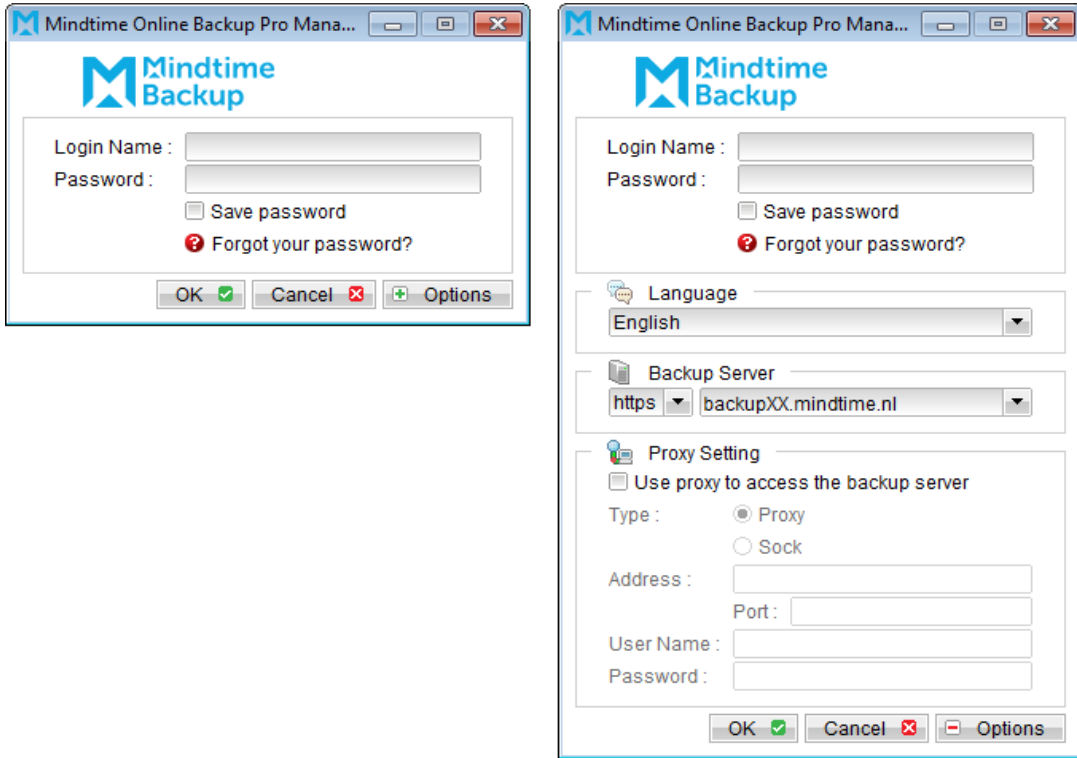 Mindtime Online Backup Pro Mana...
Mindtime
Backup
Login Name :
Password :
Save password
Forgot your password?
OK Cancel Options
Mindtime Online Backup Pro Mana...
Mindtime
Backup
Login Name :
Password :
Save password
Forgot your password?
Language
English
Backup Server
https backupXX.mindtime.nl
Proxy Setting
Use proxy to access the backup server
Type : Proxy
Sock
Address :
Port :
User Name :
Password :
OK Cancel Options